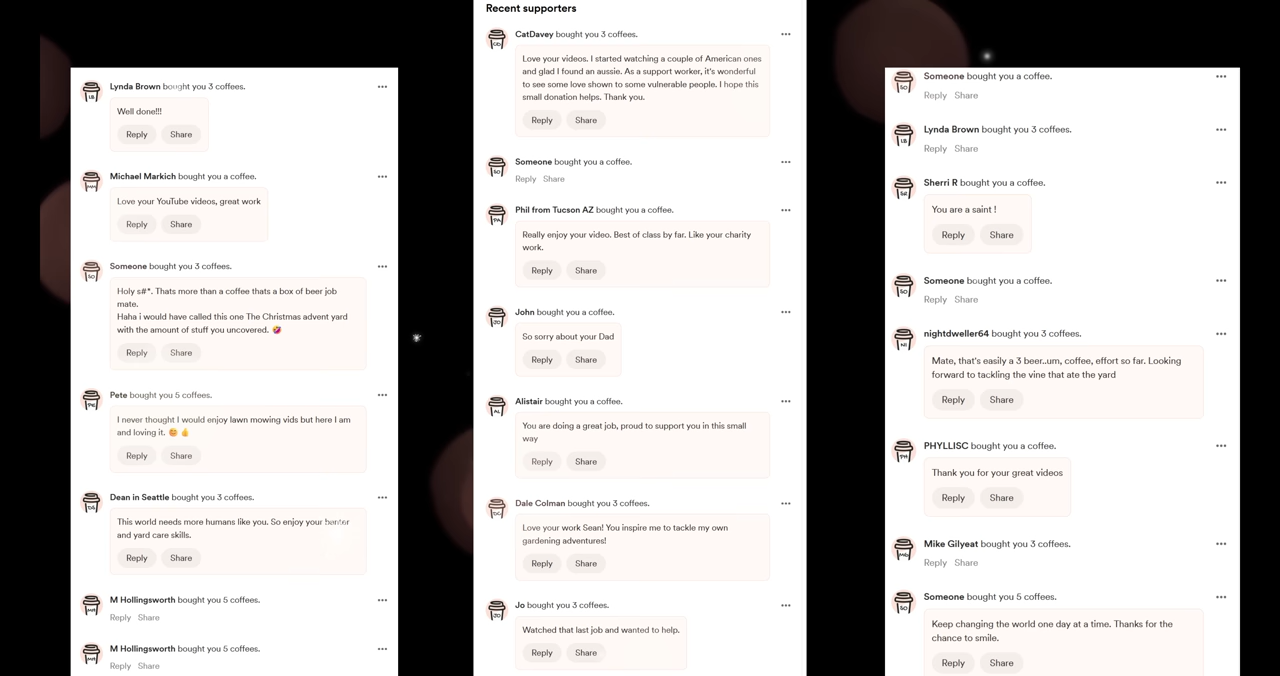 Lynda Brown bought you 3 coffees.
Well done!!!
Reply Share
Michael Markich bought you a coffee.
Love your YouTube videos, great work
Reply Share
Someone bought you 3 coffees.
Holy s#*. Thats more than a coffee thats a box of beer job
mate.
Haha i would have called this one The Christmas advent yard
with the amount of stuff you uncovered. 🤣
Reply Share
Pete bought you 5 coffees.
I never thought I would enjoy lawn mowing vids but here I am
and loving it. 😊 👍
Reply Share
Dean in Seattle bought you 3 coffees.
This world needs more humans like you. So enjoy your banter
and yard care skills.
Reply Share
M Hollingsworth bought you 5 coffees.
Reply Share
M Hollingsworth bought you 5 coffees.
Reply Share
Recent supporters
CatDavey bought you 3 coffees.
Love your videos. I started watching a couple of American ones
and glad I found an aussie. As a support worker, it's wonderful
to see some love shown to some vulnerable people. I hope this
small donation helps. Thank you.
Reply Share
Someone bought you a coffee.
Reply Share
Phil from Tucson AZ bought you a coffee.
Really enjoy your video. Best of class by far. Like your charity
work.
Reply Share
John bought you a coffee.
So sorry about your Dad
Reply Share
Alistair bought you a coffee.
You are doing a great job, proud to support you in this small
way
Reply Share
Dale Colman bought you 3 coffees.
Love your work Sean! You inspire me to tackle my own
gardening adventures!
Reply Share
Jo bought you 3 coffees.
Watched that last job and wanted to help.
Reply Share
Someone bought you a coffee.
Reply Share
Lynda Brown bought you 3 coffees.
Reply Share
Sherri R bought you a coffee.
You are a saint !
Reply Share
Someone bought you a coffee.
Reply Share
nightdweller64 bought you 3 coffees.
Mate, that's easily a 3 beer..um, coffee, effort so far. Looking
forward to tackling the vine that ate the yard
Reply Share
PHYLLISC bought you a coffee.
Thank you for your great videos
Reply Share
Mike Gilyeat bought you 3 coffees.
Reply Share
Someone bought you 5 coffees.
Keep changing the world one day at a time. Thanks for the
chance to smile.
Reply Share